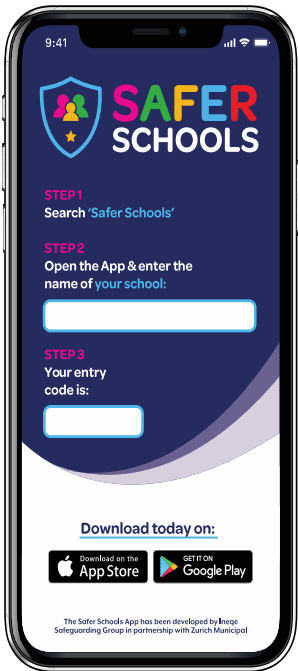 9:41
SAFER
SCHOOLS
STEP 1
Search 'Safer Schools'
STEP 2
Open the App & enter the
name of your school:
STEP 3
Your entry
code is:
Download today on:
Download on the
App Store
GET IT ON
Google Play
The Safer Schools App has been developed by Ineqe
Safeguarding Group in partnership with Zurich Municipal